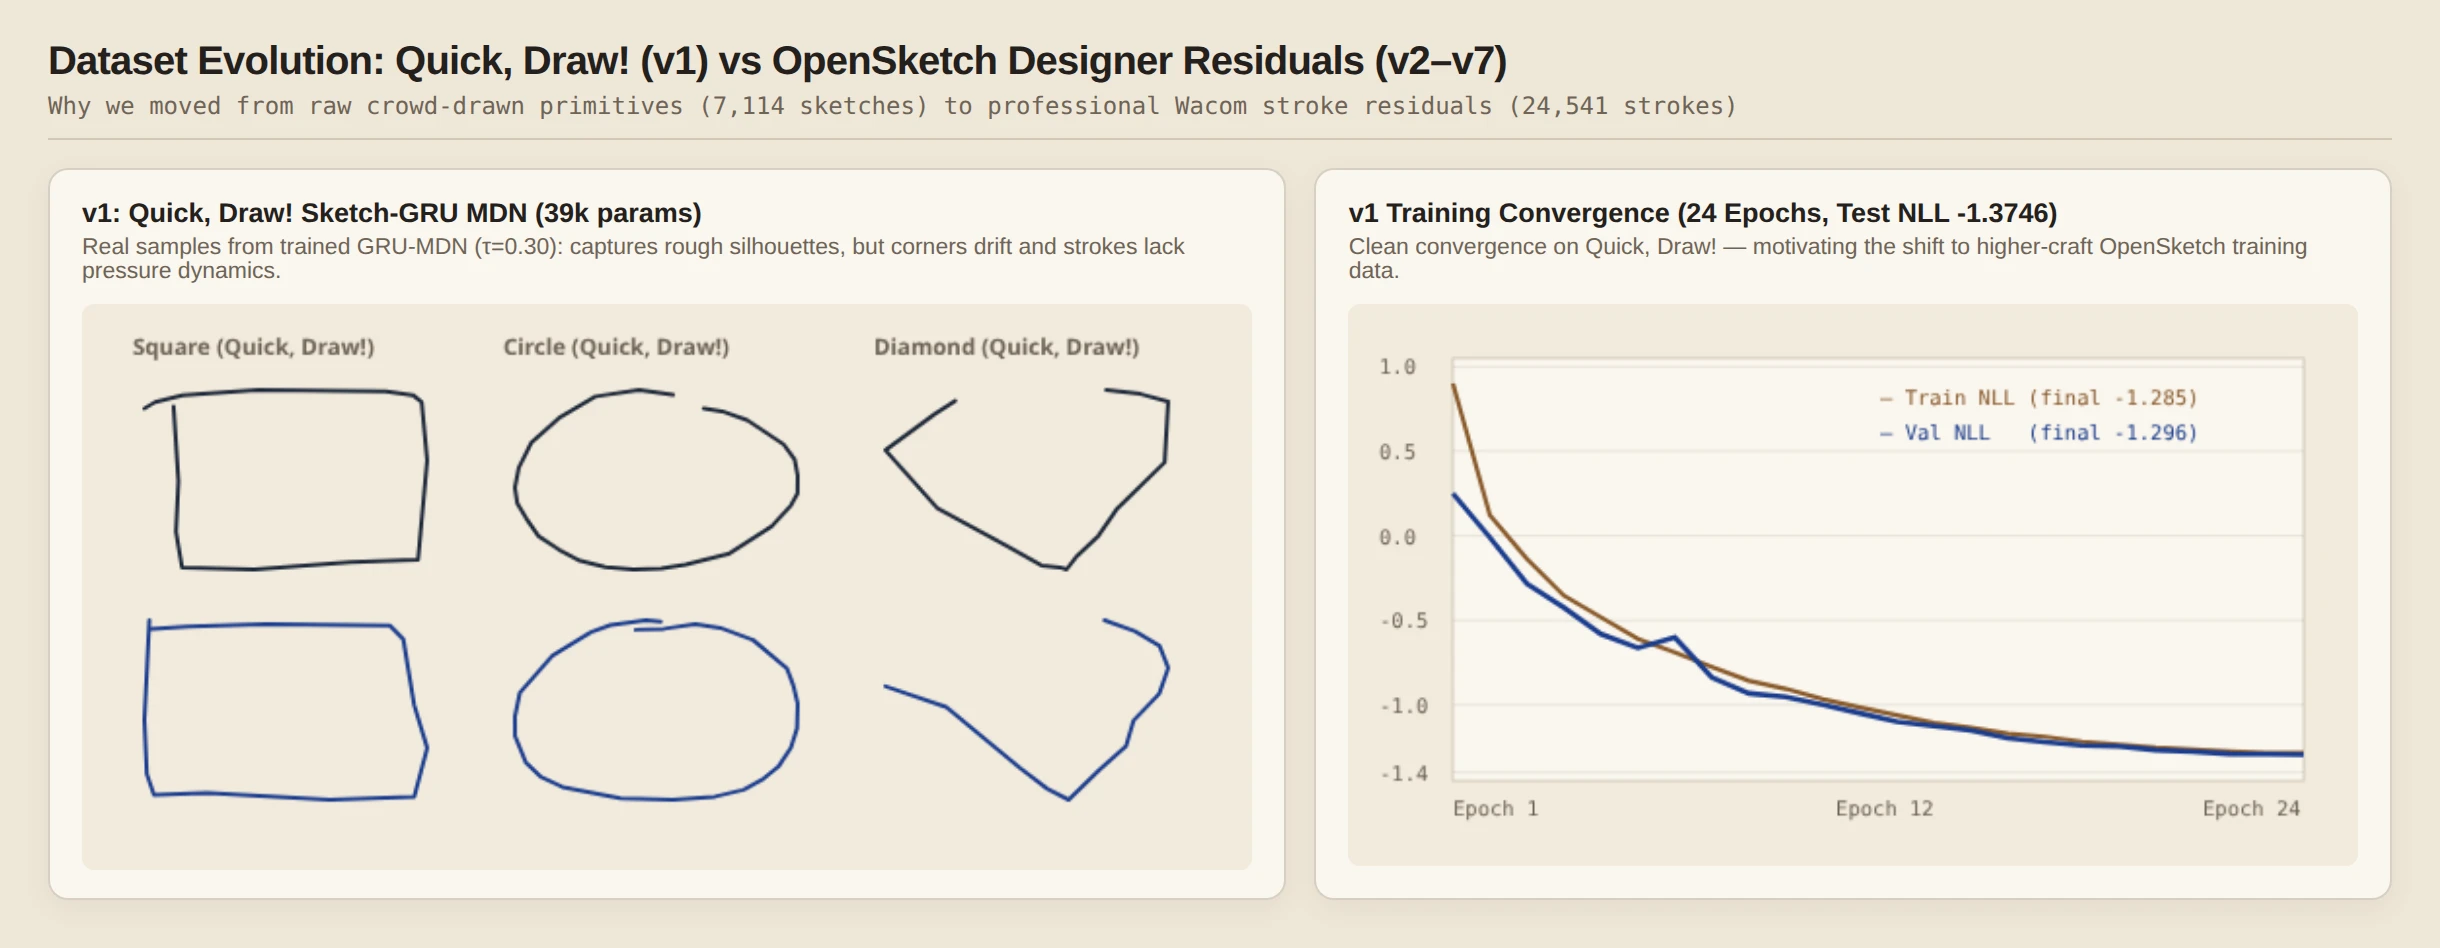 Dataset Evolution: Quick, Draw! (v1) vs OpenSketch Designer Residuals (v2–v7)
Why we moved from raw crowd-drawn primitives (7,114 sketches) to professional Wacom stroke residuals (24,541 strokes)
v1: Quick, Draw! Sketch-GRU MDN (39k params)
Real samples from trained GRU-MDN (τ=0.30): captures rough silhouettes, but corners drift and strokes lack
pressure dynamics.
Square (Quick, Draw!)
Circle (Quick, Draw!)
Diamond (Quick, Draw!)
v1 Training Convergence (24 Epochs, Test NLL -1.3746)
Clean convergence on Quick, Draw! — motivating the shift to higher-craft OpenSketch training
data.
1.0
0.5
0.0
-0.5
-1.0
-1.4
— Train NLL (final -1.285)
— Val NLL (final -1.296)
Epoch 1
Epoch 12
Epoch 24